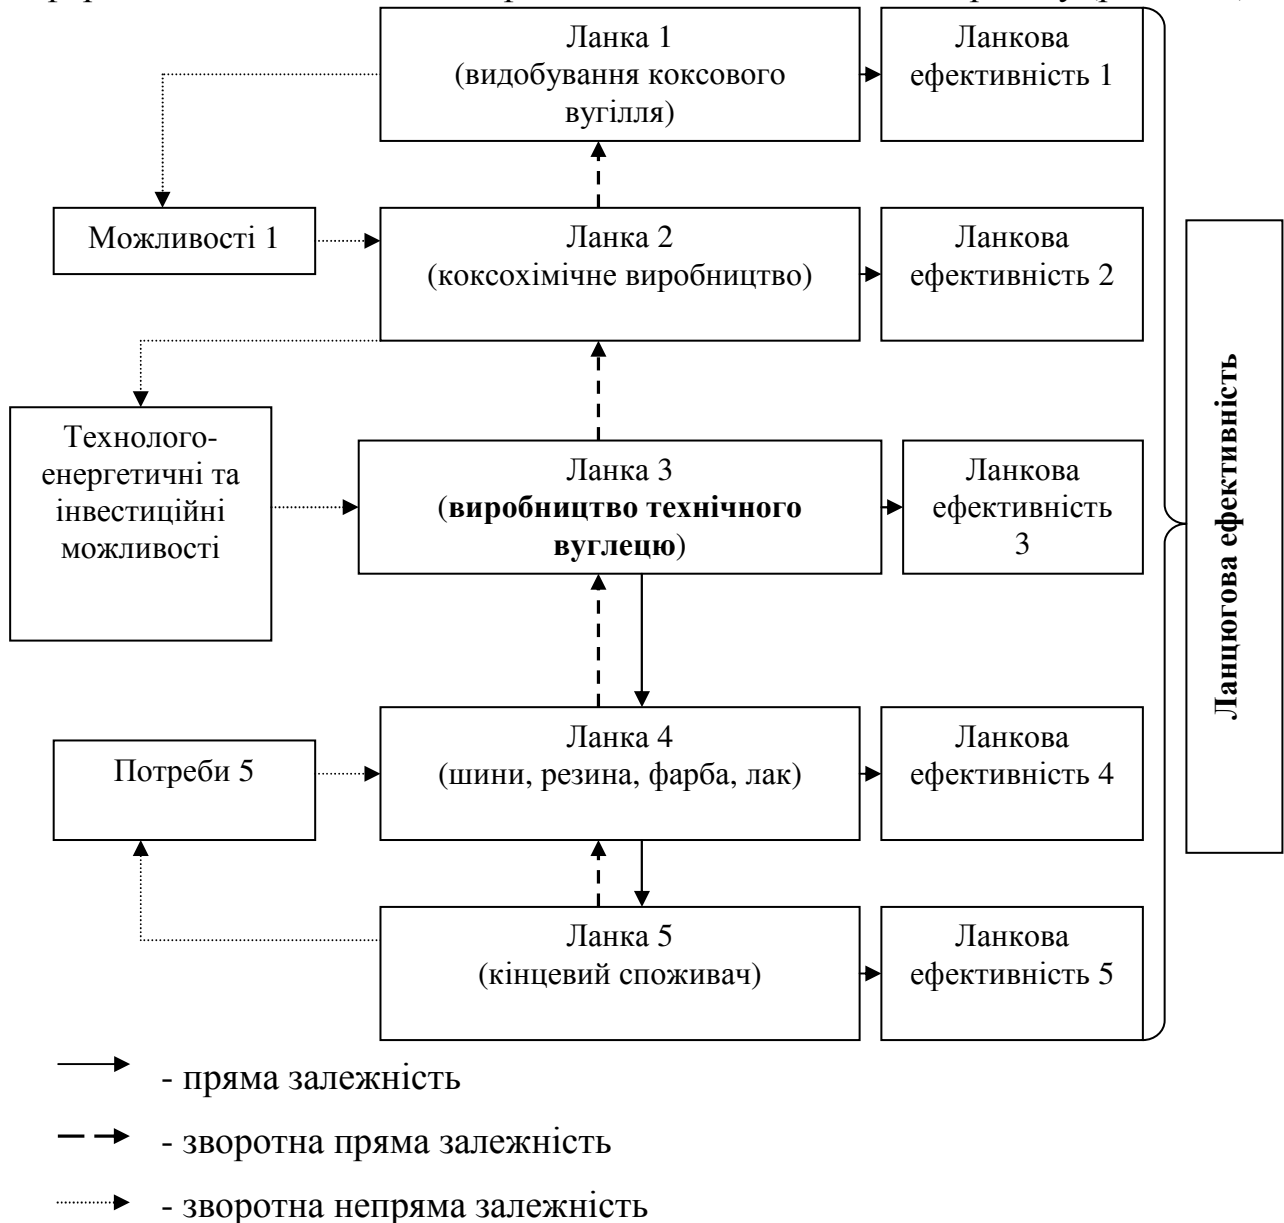 Ланка 1
(видобування коксового
вугілля)
Ланкова
ефективність 1
Можливості 1
Ланка 2
(коксохімічне виробництво)
Ланкова
ефективність 2
Технолого-
енергетичні та
інвестиційні
можливості
Ланка 3
(виробництво технічного
вуглецю)
Ланкова
ефективність
3
Потреби 5
Ланка 4
(шини, резина, фарба, лак)
Ланкова
ефективність 4
Ланка 5
(кінцевий споживач)
Ланкова
ефективність 5
Ланцюгова ефективність
- пряма залежність
- зворотна пряма залежність
- зворотна непряма залежність